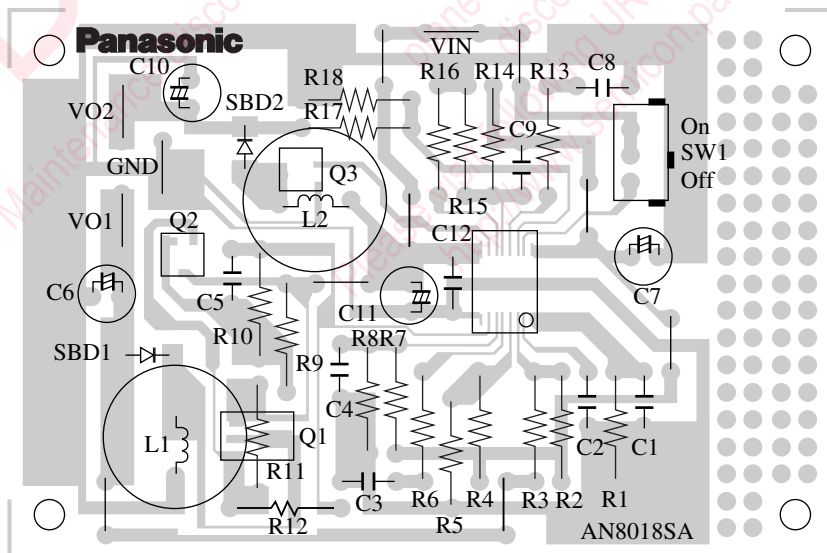 Panasonic
VIN
C10
R18
R16
R14
R13
C8
VO2
SBD2
R17
C9
On
SW1
Off
GND
Q3
VO1
Q2
L2
R15
C12
C6
C5
C11
C7
R10
R8
R7
SBD1
R9
C4
L1
Q1
R11
C2
C1
C3
R6
R4
R3
R2
R1
R12
R5
AN8018SA